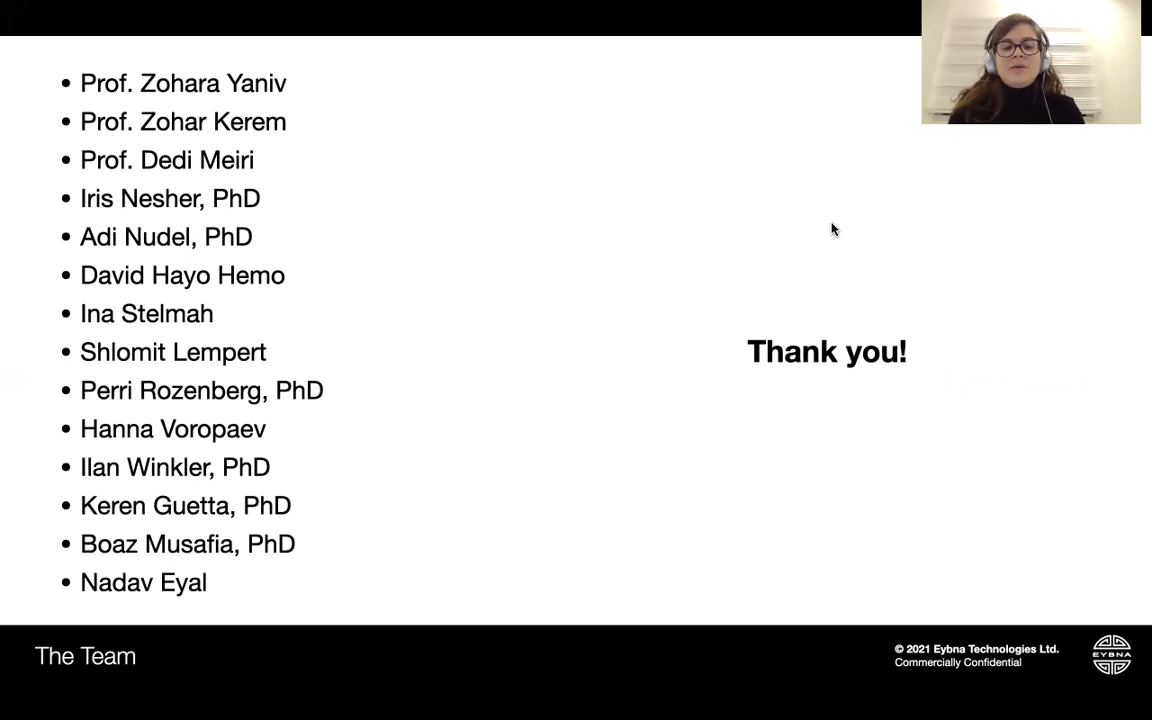 • Prof. Zohara Yaniv
• Prof. Zohar Kerem
• Prof. Dedi Meiri
• Iris Nesher, PhD
• Adi Nudel, PhD
• David Hayo Hemo
• Ina Stelmah
• Shlomit Lempert
• Perri Rozenberg, PhD
• Hanna Voropaev
• Ilan Winkler, PhD
• Keren Guetta, PhD
• Boaz Musafia, PhD
• Nadav Eyal
Thank you!
The Team
© 2021 Eybna Technologies Ltd.
Commercially Confidential
EYBNA